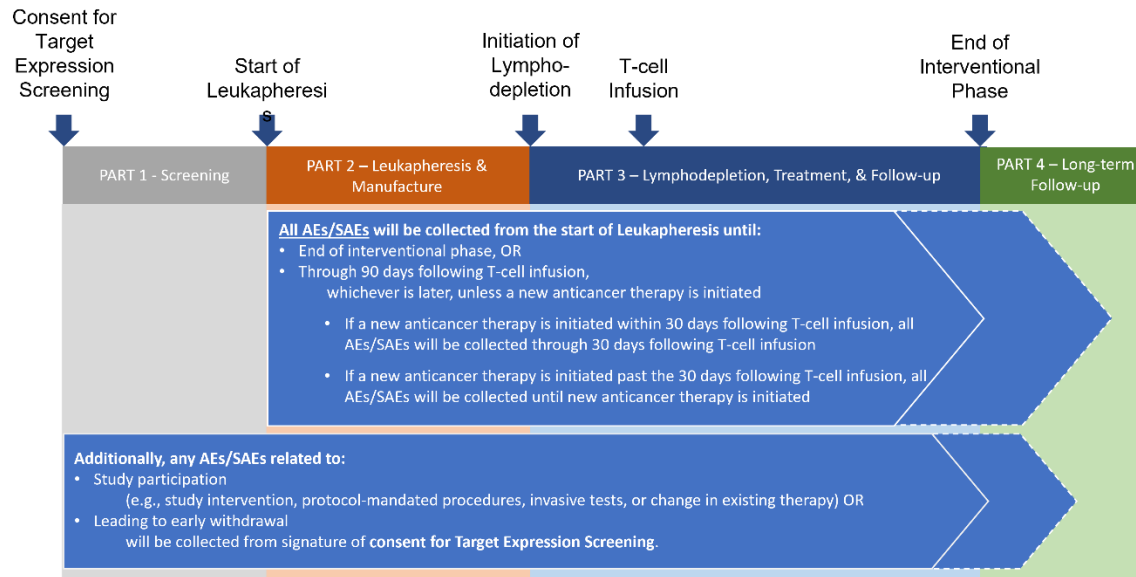 Consent for
Target
Expression
Screening
Start of
Leukapheresi
s
Initiation of
Lympho-
depletion
T-cell
Infusion
End of
Interventional
Phase
PART 1 - Screening
PART 2 – Leukapheresis &
Manufacture
PART 3 – Lymphodepletion, Treatment, & Follow-up
PART 4 – Long-term
Follow-up
All AEs/SAEs will be collected from the start of Leukapheresis until:
• End of interventional phase, OR
• Through 90 days following T-cell infusion,
whichever is later, unless a new anticancer therapy is initiated
• If a new anticancer therapy is initiated within 30 days following T-cell infusion, all
AEs/SAEs will be collected through 30 days following T-cell infusion
• If a new anticancer therapy is initiated past the 30 days following T-cell infusion, all
AEs/SAEs will be collected until new anticancer therapy is initiated
Additionally, any AEs/SAEs related to:
• Study participation
(e.g., study intervention, protocol-mandated procedures, invasive tests, or change in existing therapy) OR
• Leading to early withdrawal
will be collected from signature of consent for Target Expression Screening.